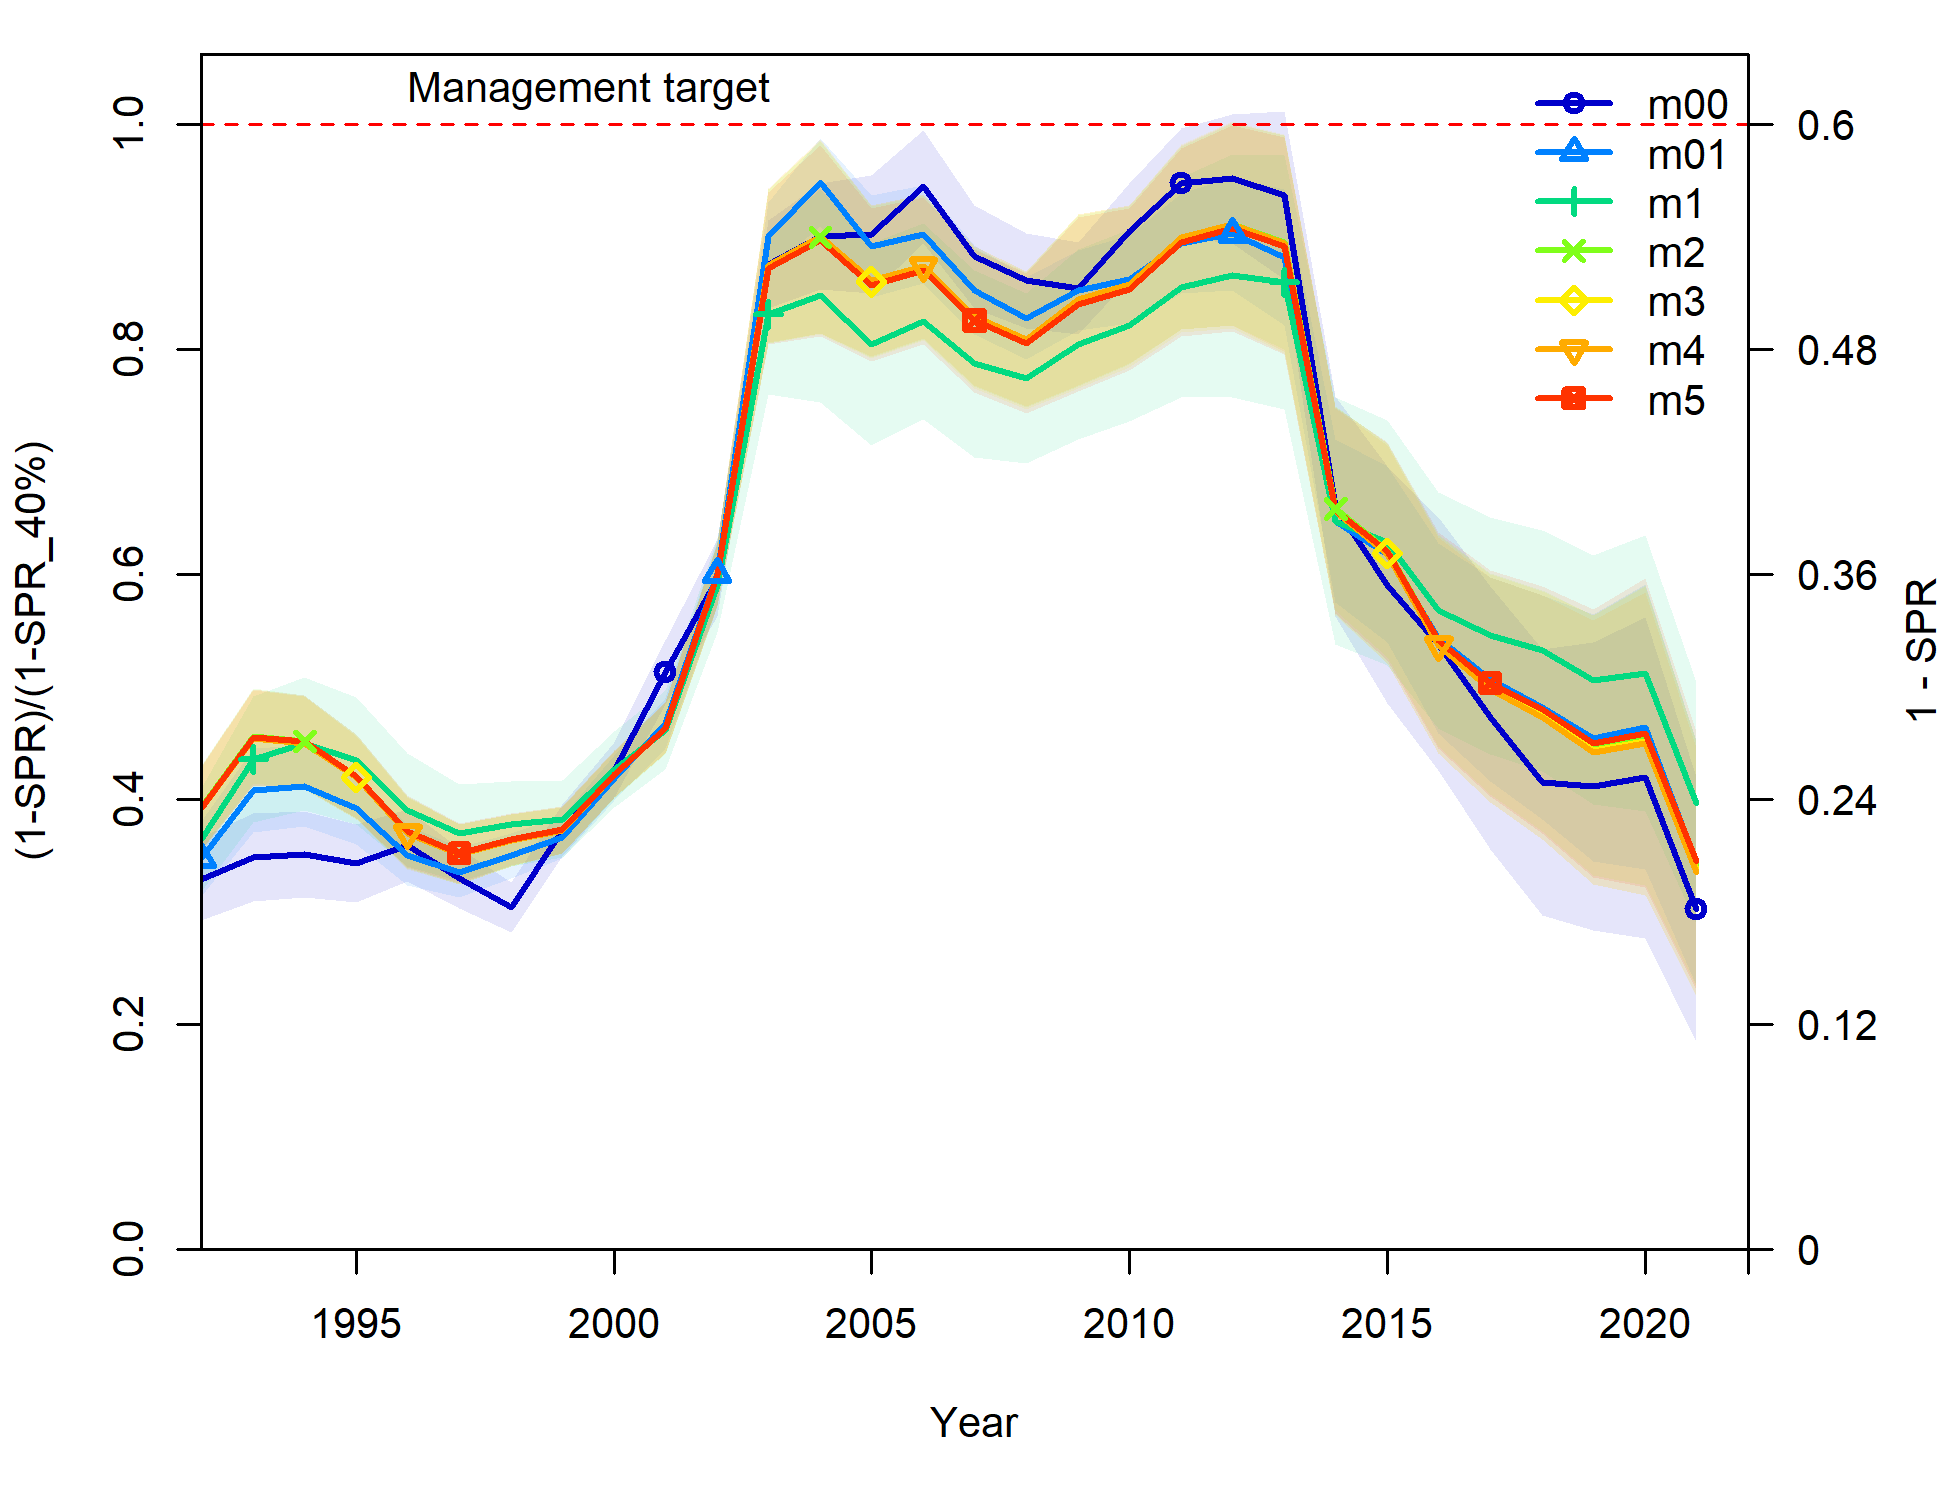 Management target
m00
m01
m1
m2
m3
m4
m5
1.0
0.8
0.6
0.4
0.2
0.0
(1-SPR)/(1-SPR_40%)
0.6
0.48
0.36
0.24
0.12
0
1 - SPR
1995 2000 2005 2010 2015 2020
Year